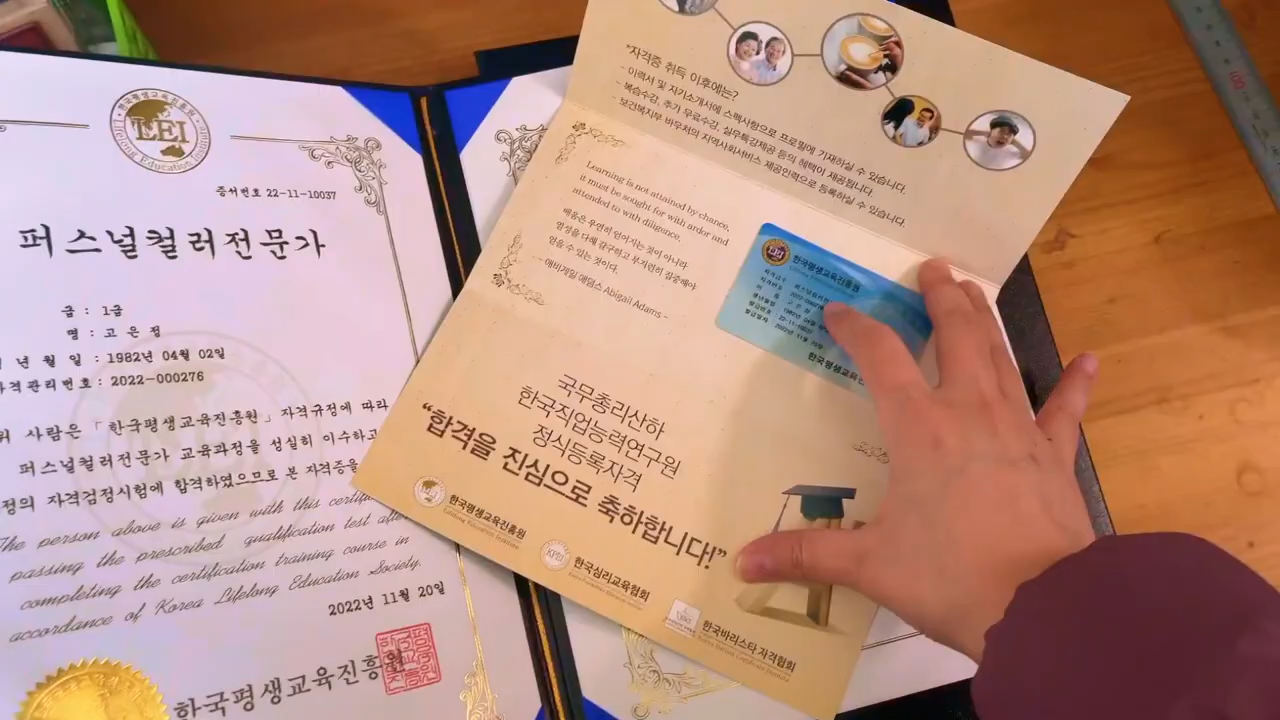 LEI
Lifelong Education Institute
증서번호 22-11-10037
퍼스널컬러전문가
급 : 1급
명 : 고은정
년월일 : 1982년 04월 02일
자격관리번호 : 2022-000276
위 사람은 「한국평생교육진흥원」 자격규정에 따라
퍼스널컬러전문가 교육과정을 성실히 이수하고
정의 자격검정시험에 합격하였으므로 본 자격증을
The person above is given with this certific
passing the prescribed qualification test after
completing the certification training course in
accordance of Korea Lifelong Education Society.
2022년 11월 20일
한국평생교육진흥원
"자격증 취득 이후에는?
- 이력서 및 자기소개서에 스펙사항으로 프로필에 기재하실 수 있습니다.
- 복습수강, 추가 무료수강, 실무특강제공 등의 혜택이 제공됩니다.
- 보건복지부 바우처의 지역사회서비스 제공인력으로 등록하실 수 있습니다.
Learning is not attained by chance,
it must be sought for with ardor and
attended to with diligence.
배움은 우연히 얻어지는 것이 아니라
열성을 다해 갈구하고 부지런히 집중해야
얻을 수 있는 것이다.
- 애비게일 애덤스 Abigail Adams -
LEI
한국평생교육진흥원
국무총리산하
한국직업능력연구원
정식등록자격
"합격을 진심으로 축하합니다!"
한국평생교육진흥원
Lifelong Education Institute
한국심리교육협회
한국바리스타자격협회
100